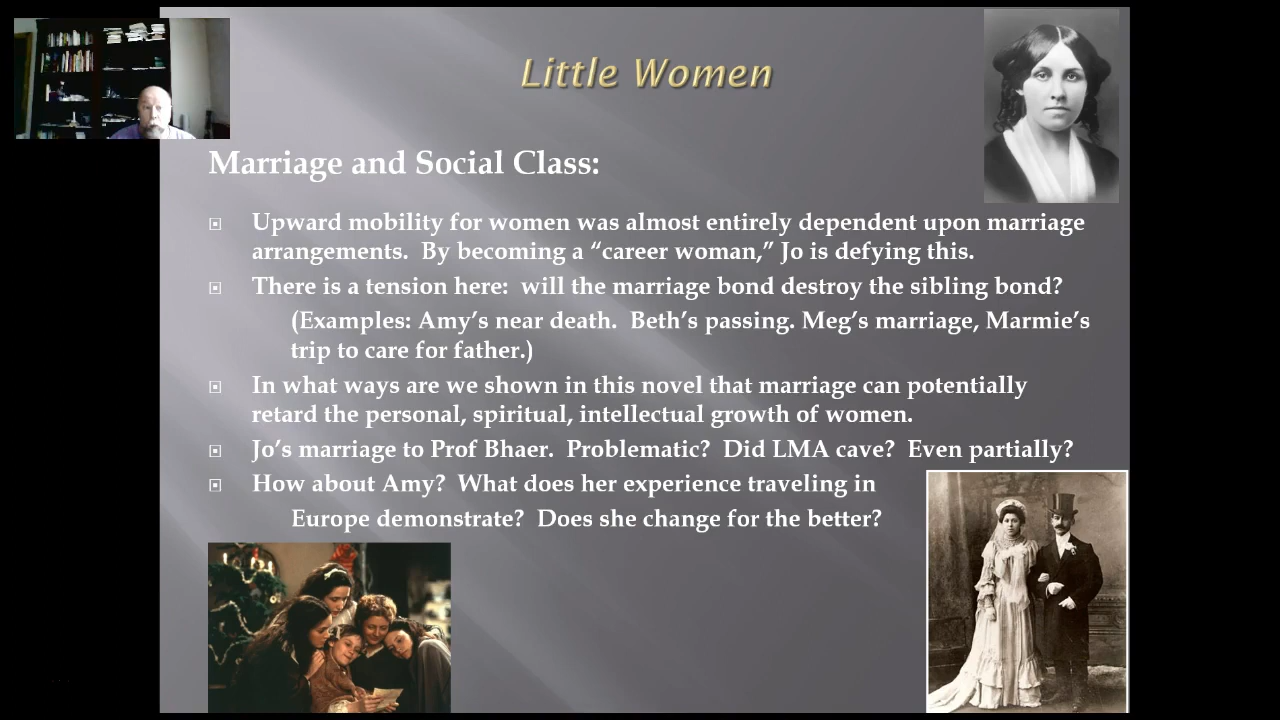 Little Women
Marriage and Social Class:
Upward mobility for women was almost entirely dependent upon marriage
arrangements.  By becoming a “career woman,” Jo is defying this.
There is a tension here:  will the marriage bond destroy the sibling bond?
(Examples: Amy’s near death.  Beth’s passing. Meg’s marriage, Marmie’s
trip to care for father.)
In what ways are we shown in this novel that marriage can potentially
retard the personal, spiritual, intellectual growth of women.
Jo’s marriage to Prof Bhaer.  Problematic?  Did LMA cave?  Even partially?
How about Amy?  What does her experience traveling in
Europe demonstrate?  Does she change for the better?